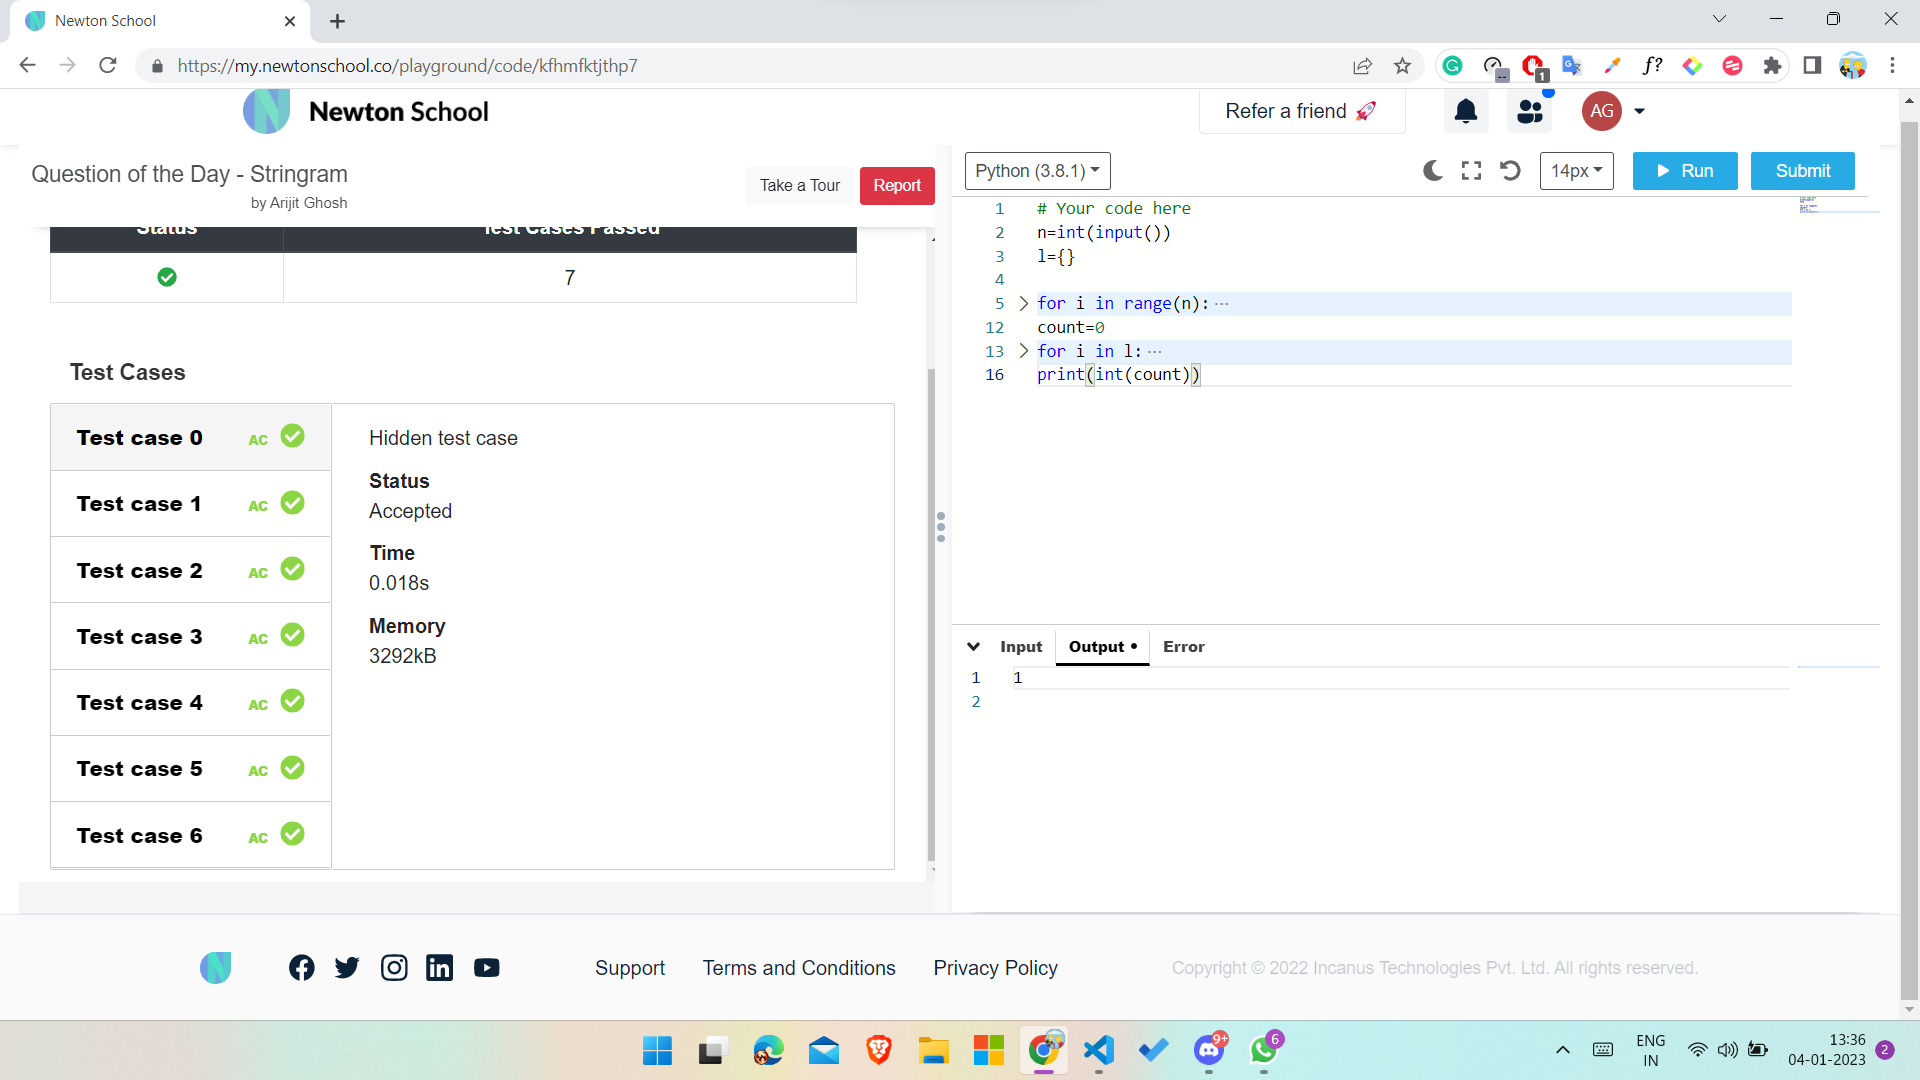 Newton School
https://my.newtonschool.co/playground/code/kfhmfktjthp7
1
f?
Newton School
Refer a friend 🚀
AG
Question of the Day - Stringram
by Arijit Ghosh
Take a Tour
Report
Status
Test Cases Passed
7
Test Cases
Test case 0 AC
Test case 1 AC
Test case 2 AC
Test case 3 AC
Test case 4 AC
Test case 5 AC
Test case 6 AC
Hidden test case
Status
Accepted
Time
0.018s
Memory
3292kB
Python (3.8.1)
14px
Run
Submit
1 # Your code here
2 n=int(input())
3 l={}
4
5 for i in range(n): ···
12 count=0
13 for i in l: ···
16 print(int(count))
Input Output • Error
1 1
2
Support Terms and Conditions Privacy Policy
Copyright © 2022 Incanus Technologies Pvt. Ltd. All rights reserved.
9+
6
ENG
IN
13:36
04-01-2023
2